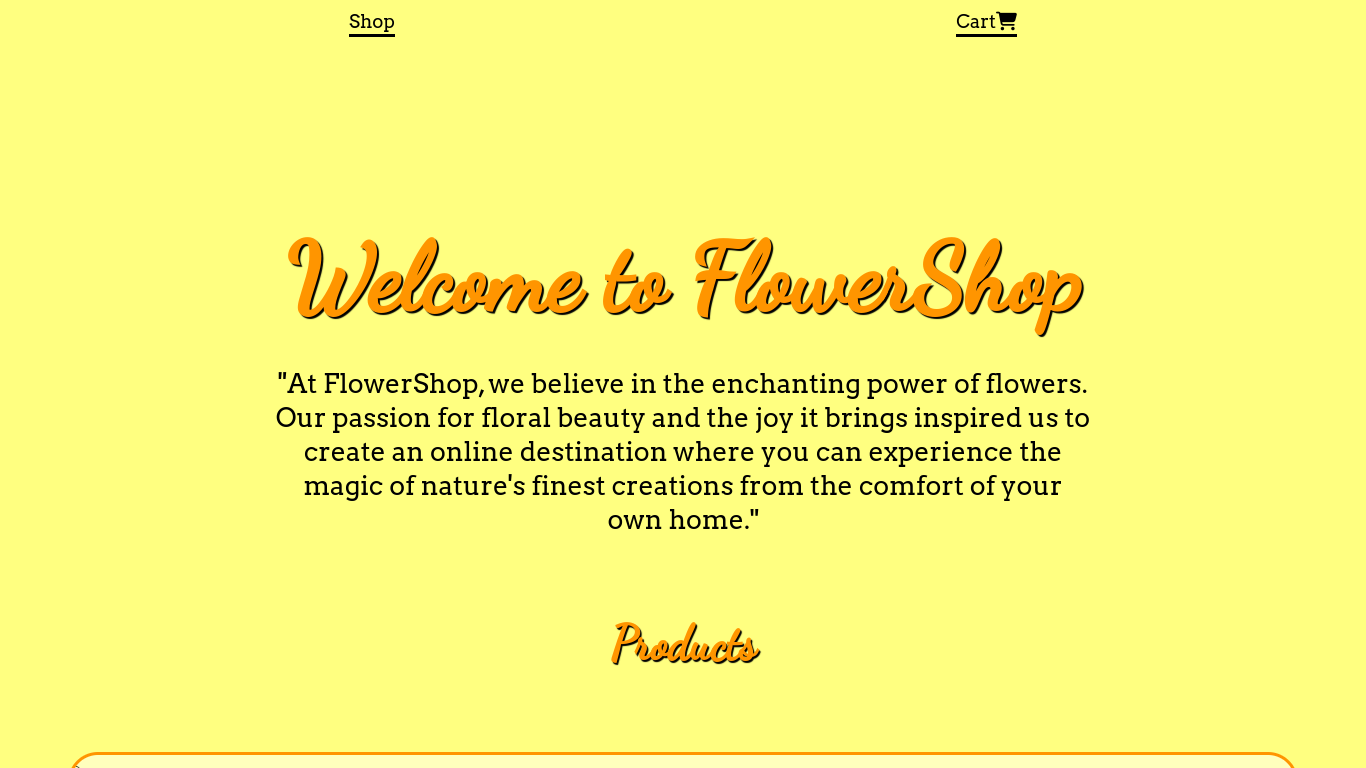 Shop
Cart
Welcome to FlowerShop
"At FlowerShop, we believe in the enchanting power of flowers.
Our passion for floral beauty and the joy it brings inspired us to
create an online destination where you can experience the
magic of nature's finest creations from the comfort of your
own home."
Products